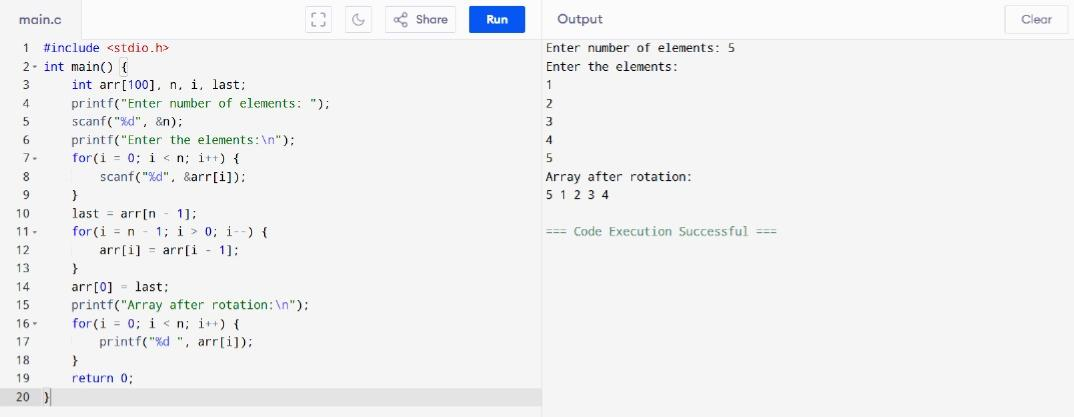 main.c
Share
Run
Output
Clear
1 #include <stdio.h>
2 int main() {
3     int arr[100], n, i, last;
4     printf("Enter number of elements: ");
5     scanf("%d", &n);
6     printf("Enter the elements:\n");
7     for(i = 0; i < n; i++) {
8         scanf("%d", &arr[i]);
9     }
10     last = arr[n - 1];
11     for(i = n - 1; i > 0; i--) {
12         arr[i] = arr[i - 1];
13     }
14     arr[0] = last;
15     printf("Array after rotation:\n");
16     for(i = 0; i < n; i++) {
17         printf("%d ", arr[i]);
18     }
19     return 0;
20 }
Enter number of elements: 5
Enter the elements:
1
2
3
4
5
Array after rotation:
5 1 2 3 4
=== Code Execution Successful ===